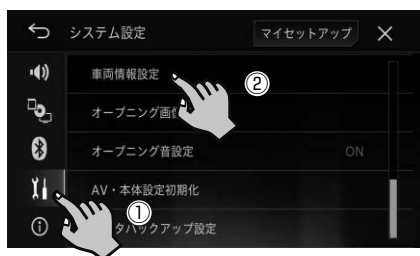 システム設定
マイセットアップ
車両情報設定
②
オープニング画
オープニング音設定
ON
AV・本体設定初期化
①
タバックアップ設定